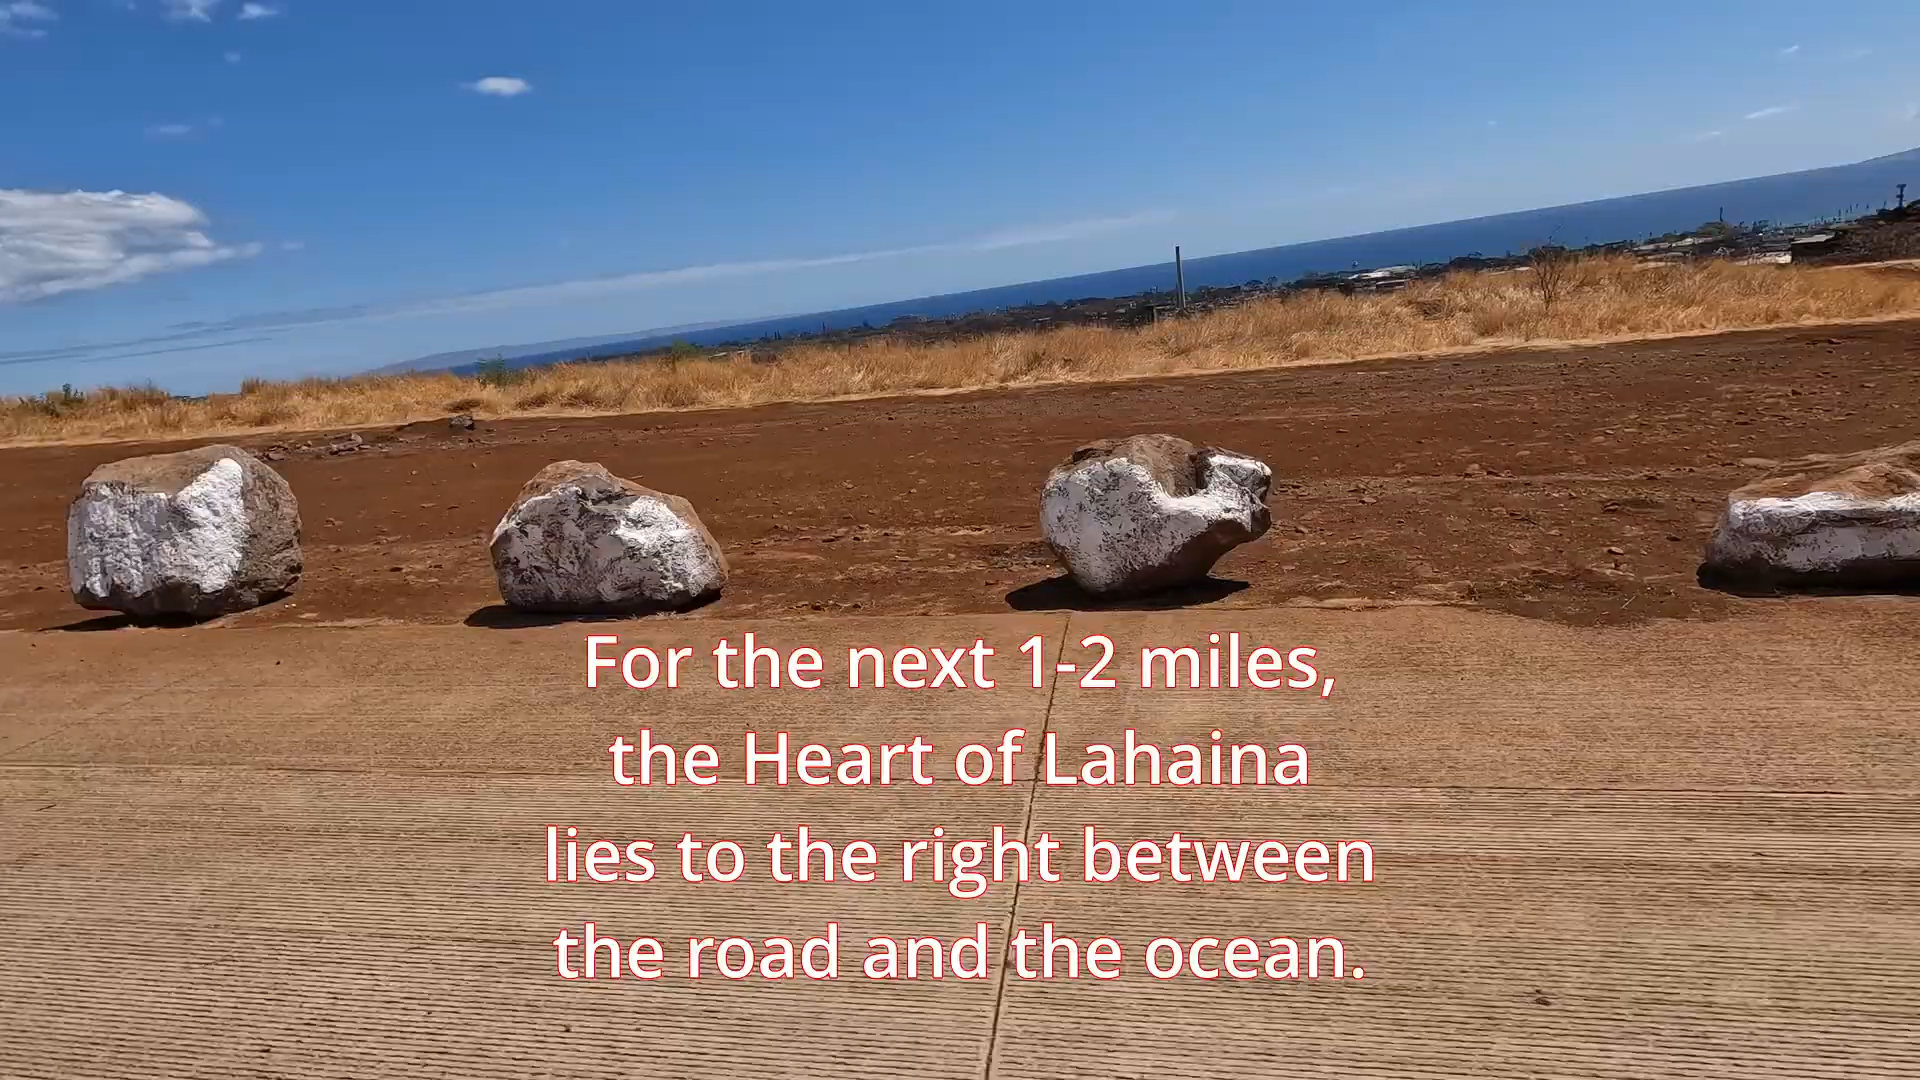 For the next 1-2 miles,
the Heart of Lahaina
lies to the right between
the road and the ocean.